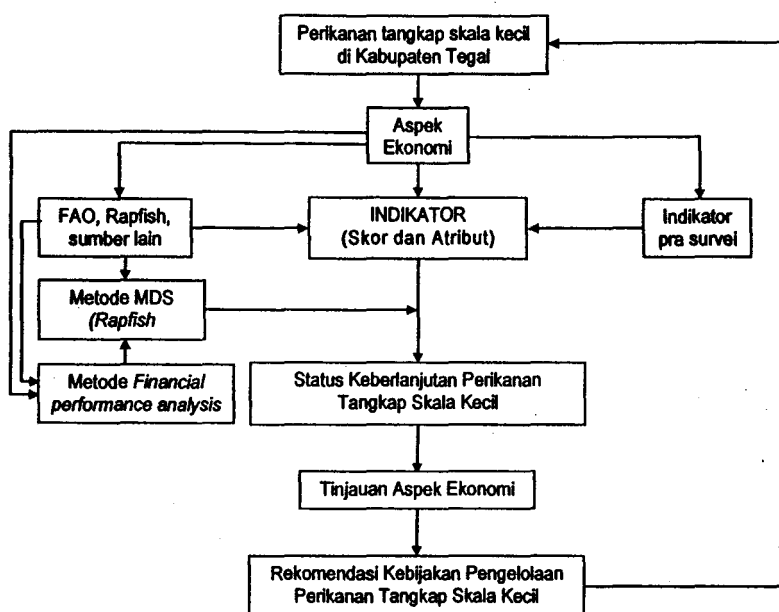 Perikanan tangkap skala kecil
di Kabupaten Tegal
Aspek
Ekonomi
FAO, Rapfish,
sumber lain
INDIKATOR
(Skor dan Atribut)
Indikator
pra survei
Metode MDS
(Rapfish
Metode Financial
performance analysis
Status Keberlanjutan Perikanan
Tangkap Skala Kecil
Tinjauan Aspek Ekonomi
Rekomendasi Kebijakan Pengelolaan
Perikanan Tangkap Skala Kecil